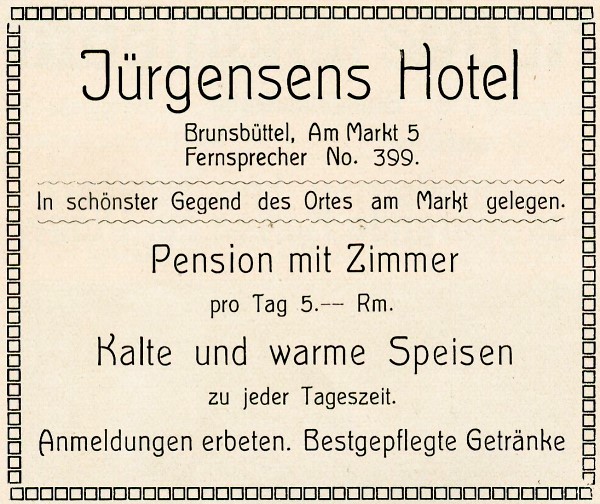 Jürgensens Hotel
Brunsbüttel, Am Markt 5
Fernsprecher No. 399.
In schönster Gegend des Ortes am Markt gelegen.
Pension mit Zimmer
pro Tag 5.-- Rm.
Kalte und warme Speisen
zu jeder Tageszeit.
Anmeldungen erbeten. Bestgepflegte Getränke